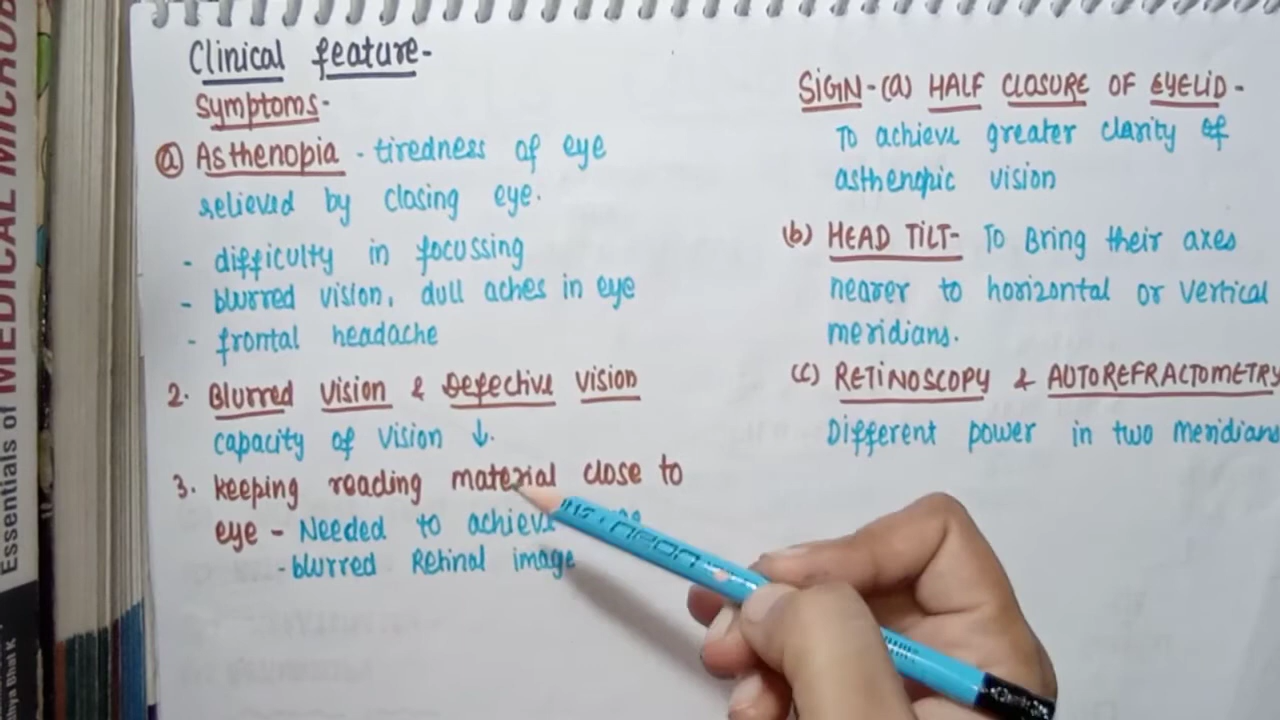 Clinical feature-
Symptoms-
(a) Asthenopia - tiredness of eye
relieved by closing eye.
- difficulty in focussing
- blurred vision, dull aches in eye
- frontal headache
2. Blurred vision & Defective vision
capacity of vision ↓.
3. keeping reading material close to
eye - Needed to achieve
- blurred Retinal image
SIGN-(a) HALF CLOSURE OF EYELID-
To achieve greater clarity of
asthenopic vision
(b) HEAD TILT- To Bring their axes
nearer to horizontal or vertical
meridians.
(c) RETINOSCOPY & AUTOREFRACTOMETRY
Different power in two meridians
Essentials of MEDICAL MICROB
Bhat K
NEON